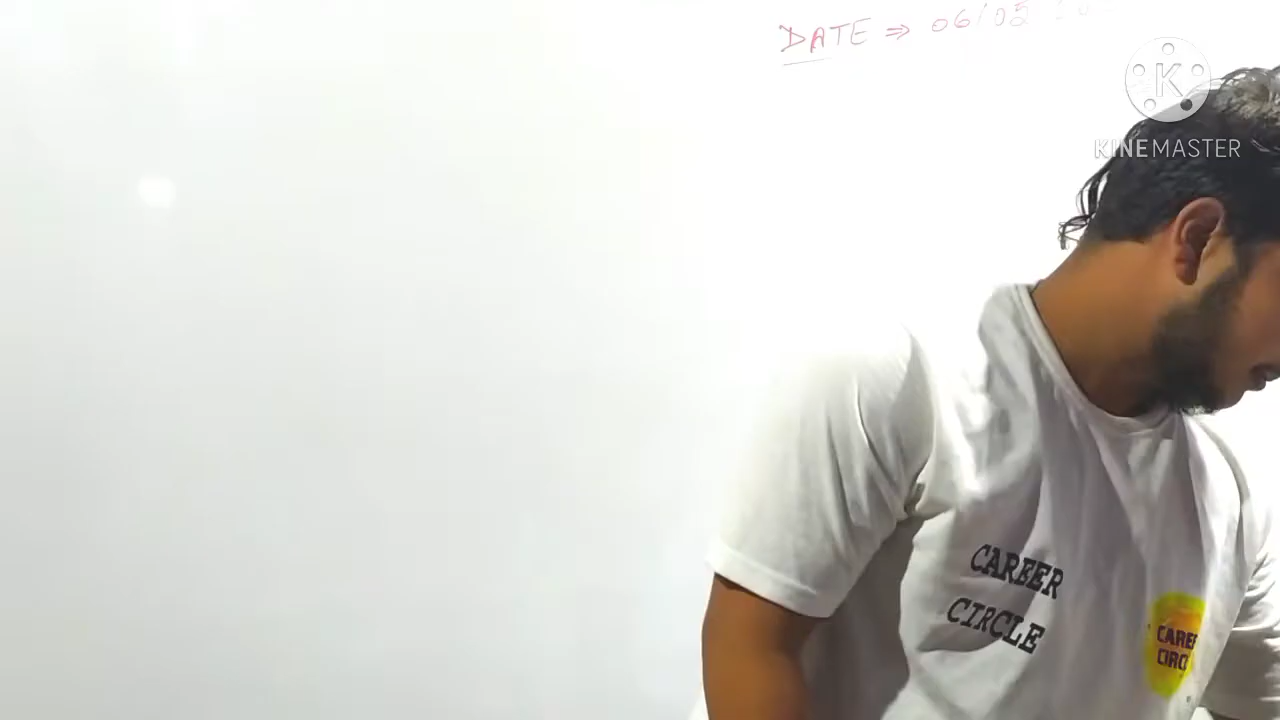 DATE ⇒ 06/05
K
KINEMASTER
CAREER
CIRCLE